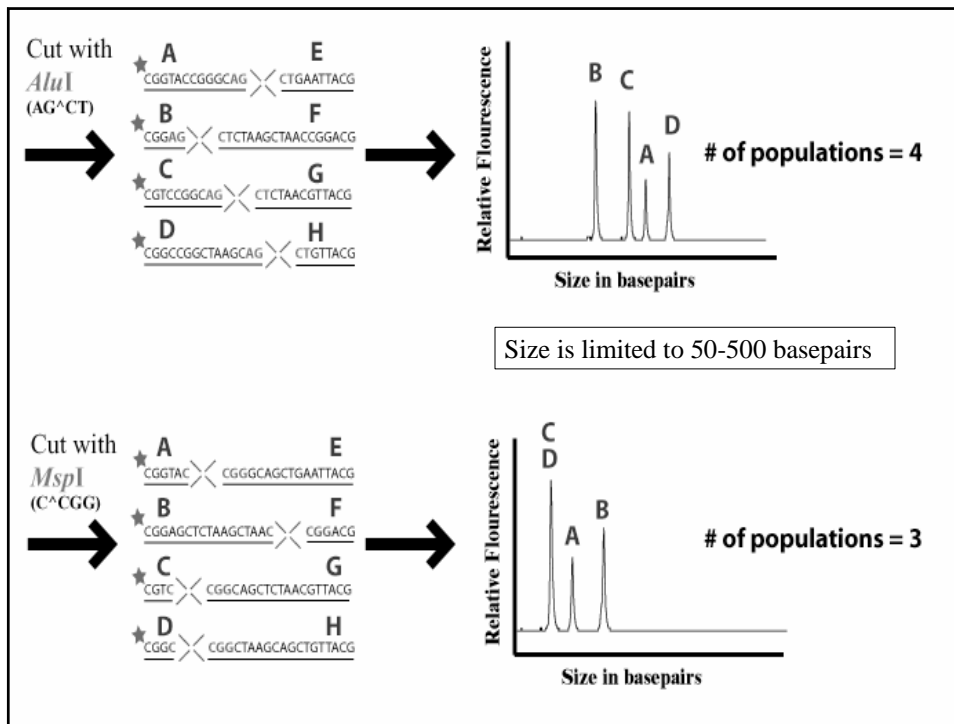 Cut with
AluI
(AG^CT)
A E
CGGTACCGGGCAG CTGAATTACG
B F
CGGAG CTCTAAGCTAACCGGACG
C G
CGTCCGGCAG CTCTAACGTTACG
D H
CGGCCGGCTAAGCAG CTGTTACG
Relative Flourescence
B
C
A
D
Size in basepairs
# of populations = 4
Size is limited to 50-500 basepairs
Cut with
MspI
(C^CGG)
A E
CGGTAC CGGGCAGCTGAATTACG
B F
CGGAGCTCTAAGCTAAC CGGACG
C G
CGTC CGGCAGCTCTAACGTTACG
D H
CGGC CGGCTAAGCAGCTGTTACG
Relative Flourescence
C
D
A
B
Size in basepairs
# of populations = 3